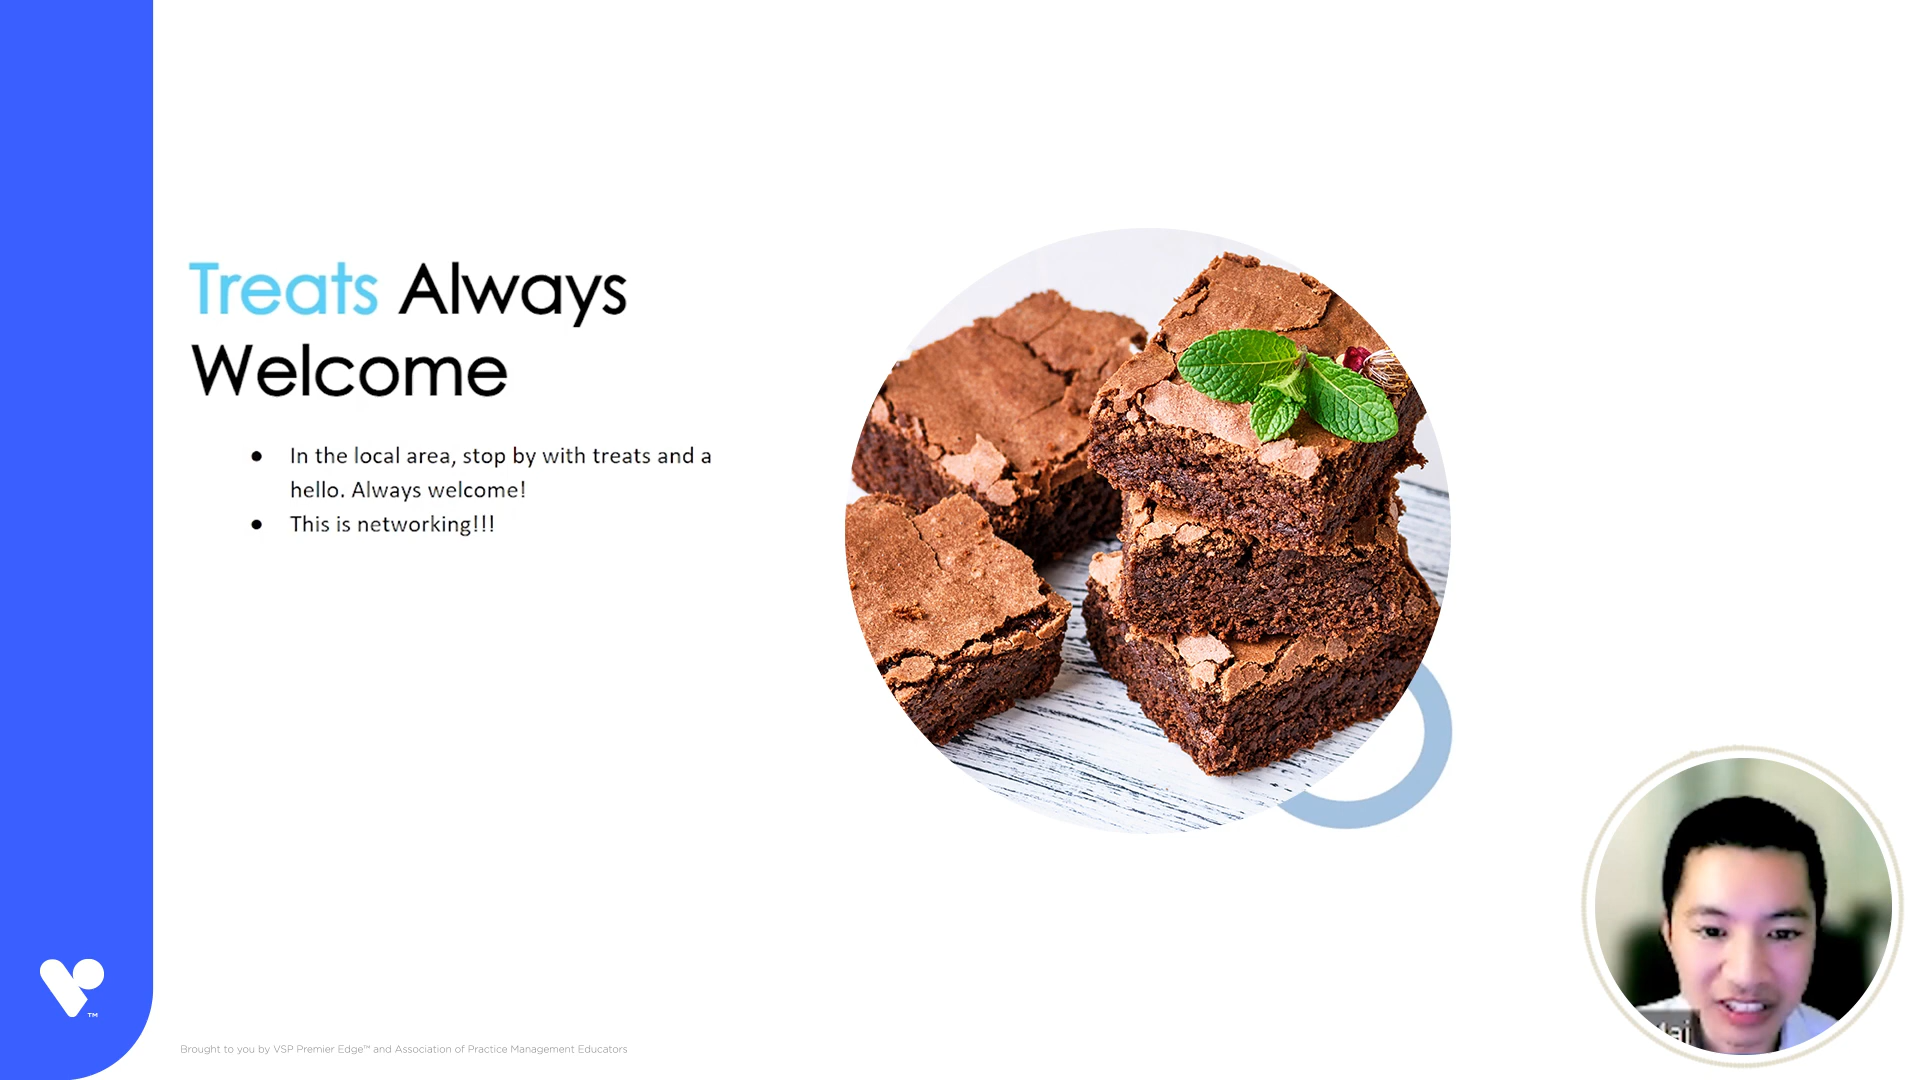 Treats Always
Welcome
● In the local area, stop by with treats and a
hello. Always welcome!
● This is networking!!!
TM
Brought to you by VSP Premier Edge™ and Association of Practice Management Educators